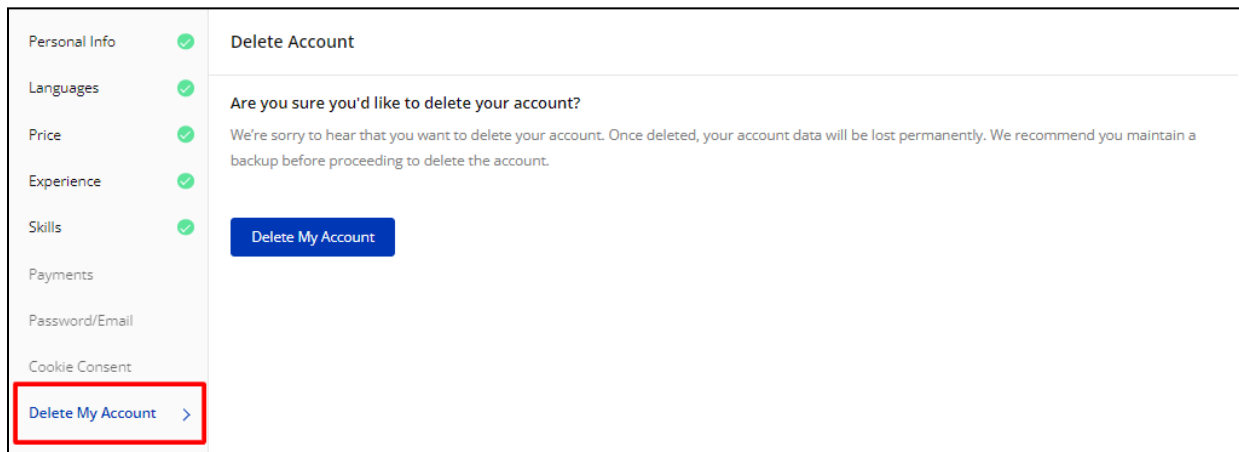 Personal Info
Languages
Price
Experience
Skills
Payments
Password/Email
Cookie Consent
Delete My Account
Delete Account
Are you sure you'd like to delete your account?
We're sorry to hear that you want to delete your account. Once deleted, your account data will be lost permanently. We recommend you maintain a
backup before proceeding to delete the account.
Delete My Account